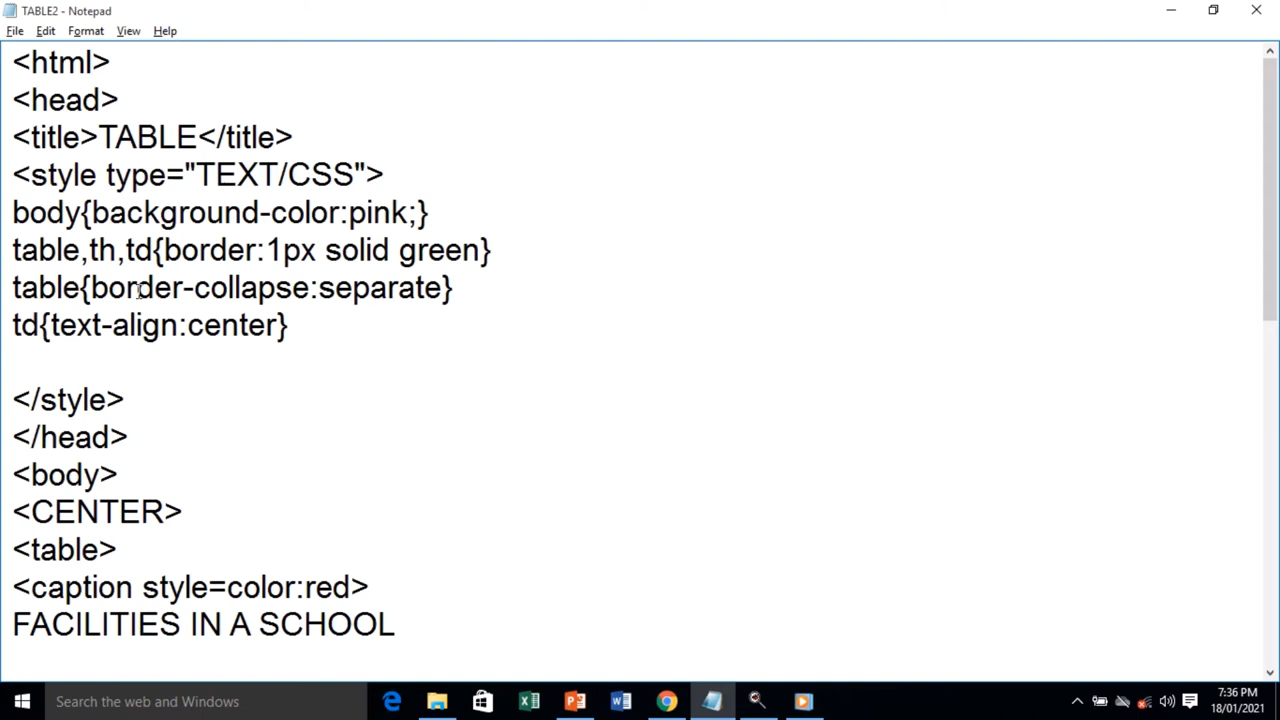 TABLE2 - Notepad
File Edit Format View Help
<html>
<head>
<title>TABLE</title>
<style type="TEXT/CSS">
body{background-color:pink;}
table,th,td{border:1px solid green}
table{border-collapse:separate}
td{text-align:center}
</style>
</head>
<body>
<CENTER>
<table>
<caption style=color:red>
FACILITIES IN A SCHOOL
Search the web and Windows
7:36 PM
18/01/2021